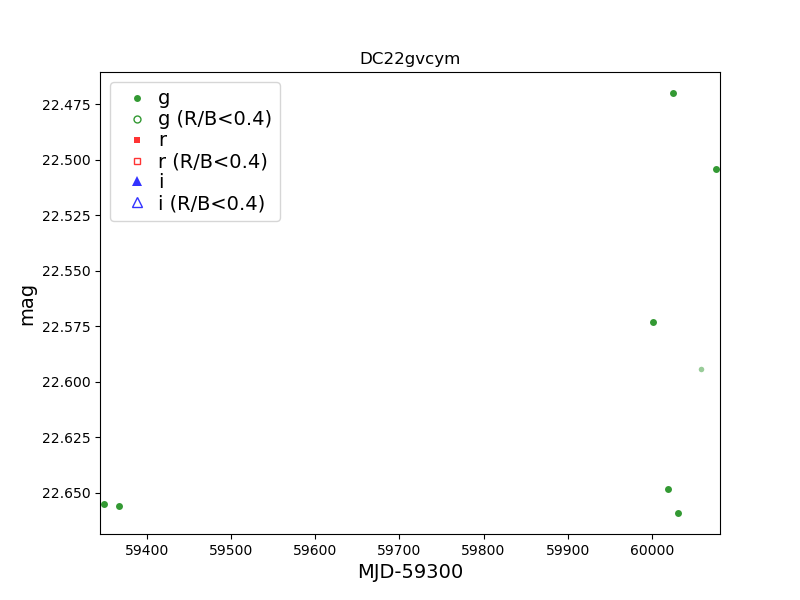 DC22gvcym
g
g (R/B<0.4)
r
r (R/B<0.4)
i
i (R/B<0.4)
mag
22.475
22.500
22.525
22.550
22.575
22.600
22.625
22.650
59400 59500 59600 59700 59800 59900 60000
MJD-59300